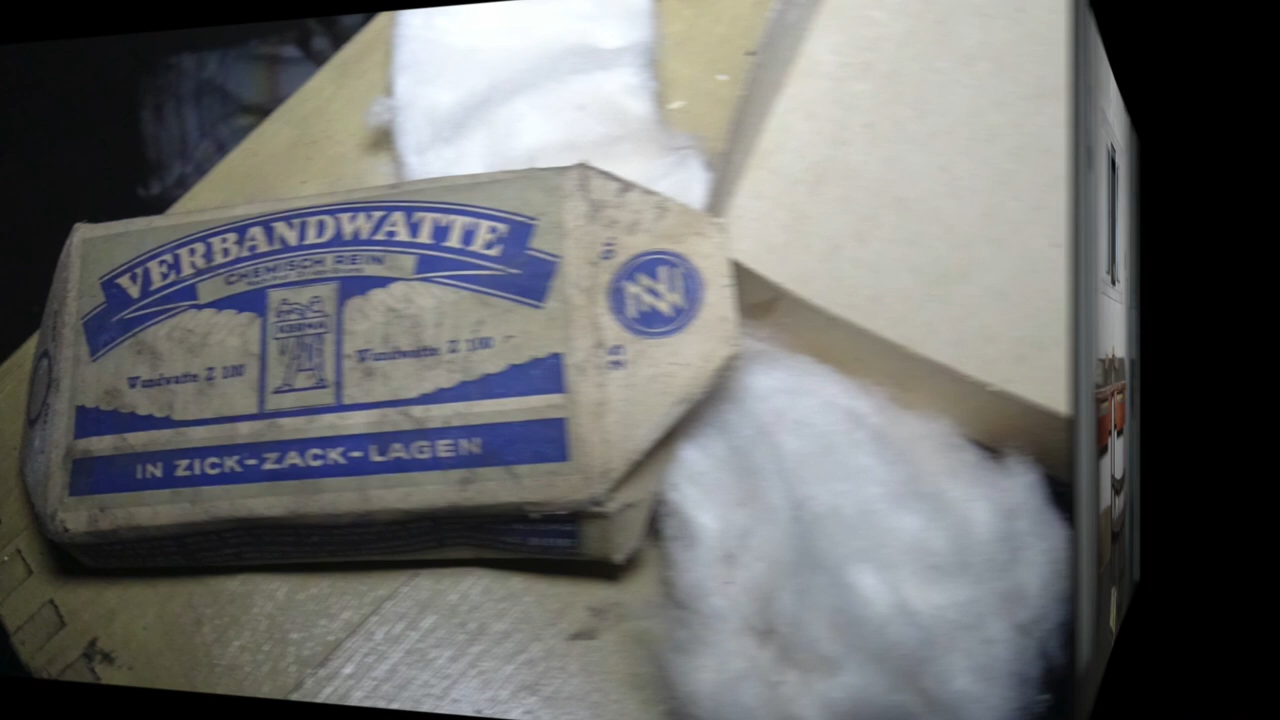 VERBANDWATTE
CHEMISCH REIN
Wundwatte Z 100
Wundwatte Z 100
IN ZICK-ZACK-LAGEN